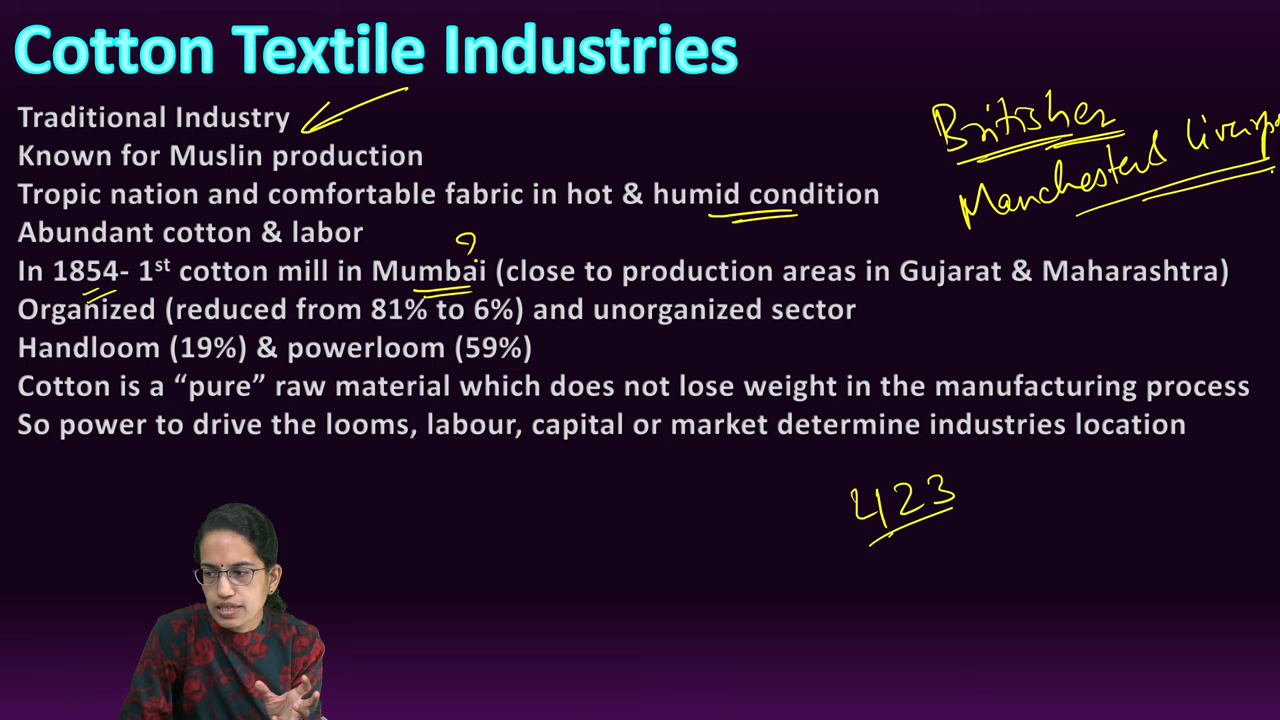 Cotton Textile Industries
Traditional Industry
Known for Muslin production
Tropic nation and comfortable fabric in hot & humid condition
Abundant cotton & labor
?
In 1854- 1st cotton mill in Mumbai (close to production areas in Gujarat & Maharashtra)
Organized (reduced from 81% to 6%) and unorganized sector
Handloom (19%) & powerloom (59%)
Cotton is a “pure” raw material which does not lose weight in the manufacturing process
So power to drive the looms, labour, capital or market determine industries location
Britisher
Manchester &
423